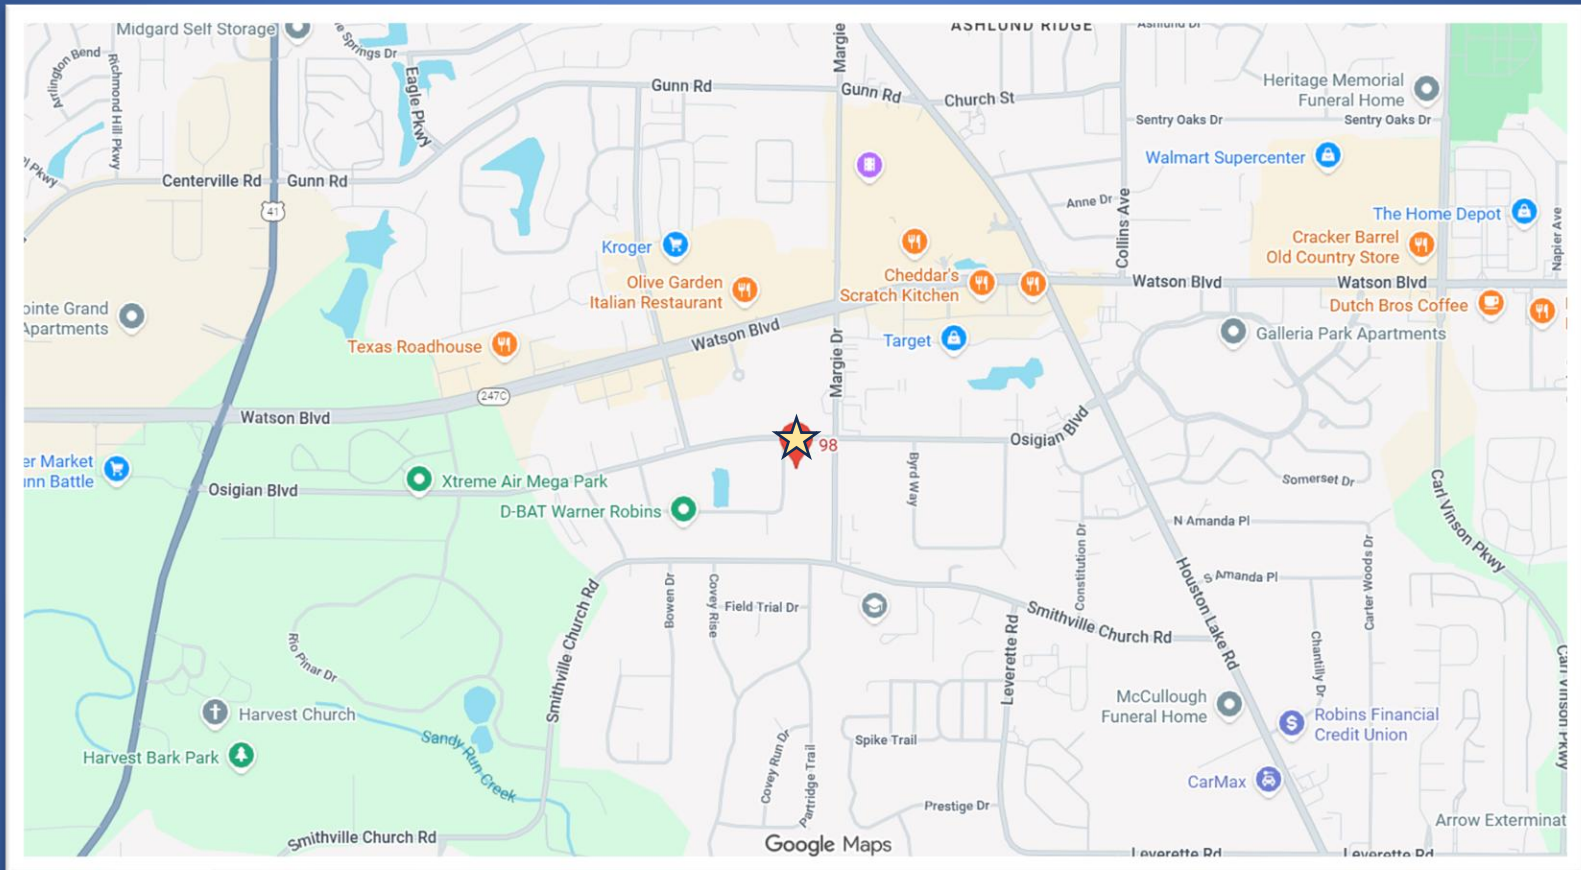 Midgard Self Storage
e Springs Dr
Margie
ASHLUND RIDGE
Ashlund Dr
Arlington Bend
Richmond Hill Pkwy
Eagle Pkwy
Gunn Rd
Gunn Rd
Church St
Heritage Memorial
Funeral Home
Sentry Oaks Dr
Sentry Oaks Dr
Walmart Supercenter
l Pkwy
Centerville Rd
Gunn Rd
41
Anne Dr
Collins Ave
The Home Depot
Napier Ave
Kroger
Cracker Barrel
Old Country Store
Olive Garden
Italian Restaurant
Cheddar's
Scratch Kitchen
Watson Blvd
Watson Blvd
Dutch Bros Coffee
ointe Grand
Apartments
Texas Roadhouse
Watson Blvd
Margie Dr
Target
Galleria Park Apartments
247C
Watson Blvd
98
Osigian Blvd
er Market
nn Battle
Osigian Blvd
Xtreme Air Mega Park
D-BAT Warner Robins
Byrd Way
Somerset Dr
Carl Vinson Pkwy
N Amanda Pl
Constitution Dr
S Amanda Pl
Carter Woods Dr
Houston Lake Rd
Smithville Church Rd
Bowen Dr
Covey Rise
Field Trial Dr
Smithville Church Rd
Leverette Rd
Chantilly Dr
Carl Vinson Pkwy
Rio Pinar Dr
Harvest Church
Harvest Bark Park
Sandy Run Creek
McCullough
Funeral Home
Robins Financial
Credit Union
Spike Trail
Covey Run Dr
Partridge Trail
CarMax
Prestige Dr
Arrow Exterminat
Smithville Church Rd
Google Maps
Leverette Rd
Leverette Rd